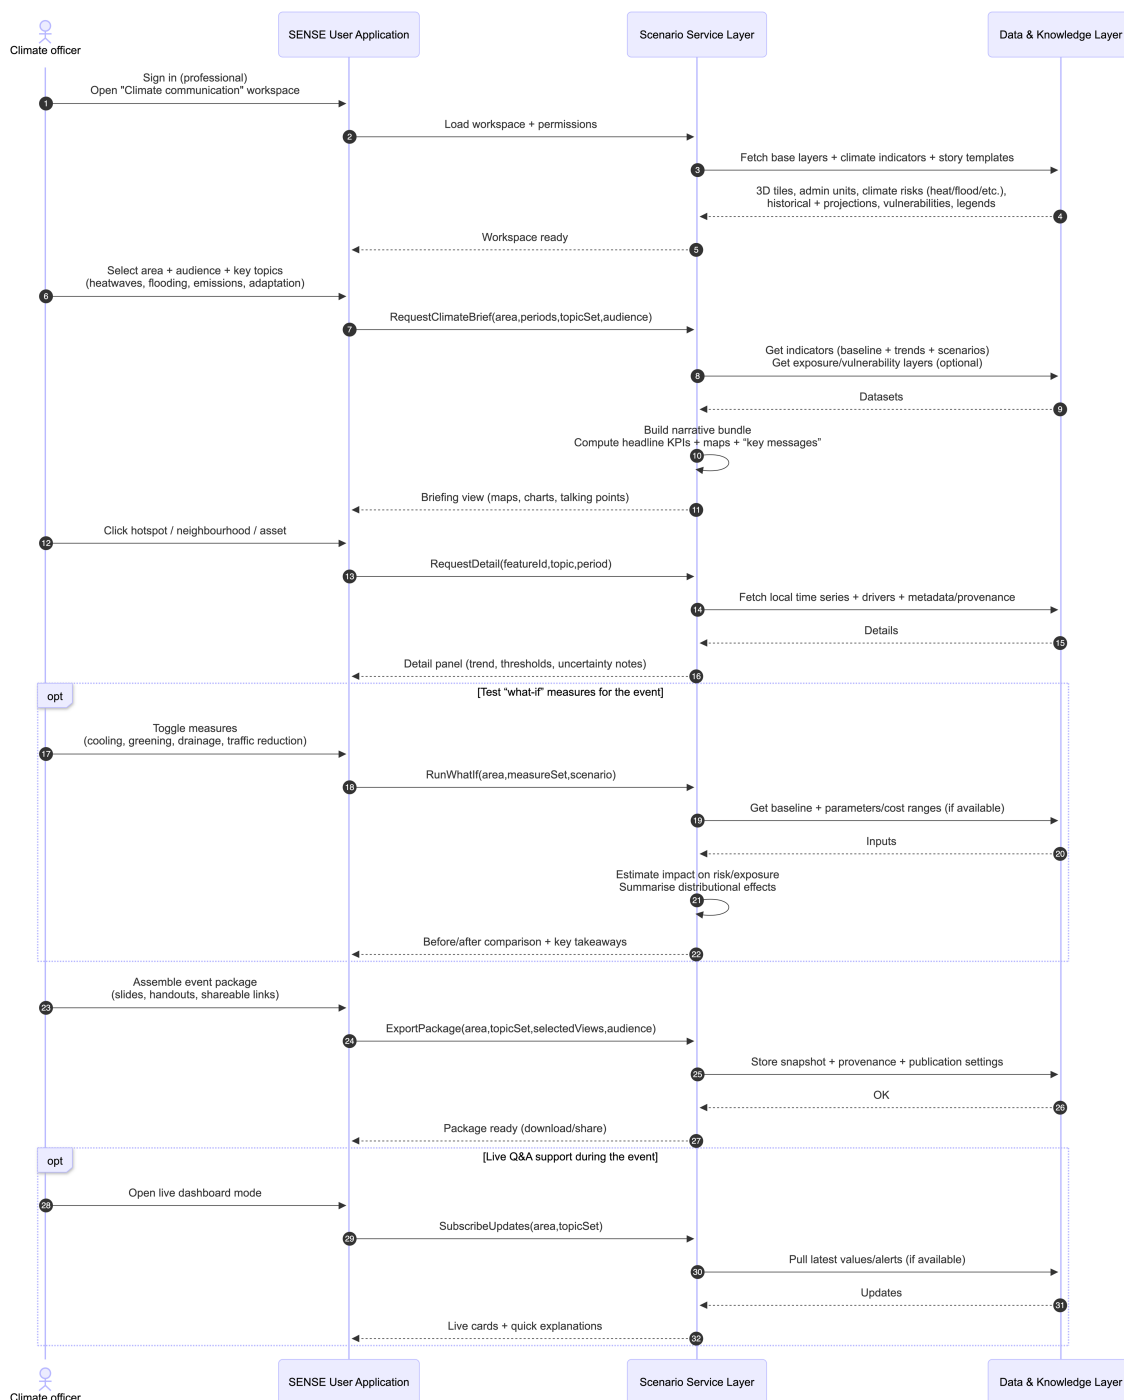 Climate officer
SENSE User Application
Scenario Service Layer
Data & Knowledge Layer
Sign in (professional)
Open "Climate communication" workspace
1
Load workspace + permissions
2
Fetch base layers + climate indicators + story templates
3
3D tiles, admin units, climate risks (heat/flood/etc.),
historical + projections, vulnerabilities, legends
4
Workspace ready
5
Select area + audience + key topics
(heatwaves, flooding, emissions, adaptation)
6
RequestClimateBrief(area,periods,topicSet,audience)
7
Get indicators (baseline + trends + scenarios)
Get exposure/vulnerability layers (optional)
8
Datasets
9
Build narrative bundle
Compute headline KPIs + maps + “key messages”
10
Briefing view (maps, charts, talking points)
11
Click hotspot / neighbourhood / asset
12
RequestDetail(featureId,topic,period)
13
Fetch local time series + drivers + metadata/provenance
14
Details
15
Detail panel (trend, thresholds, uncertainty notes)
16
opt
[Test “what-if” measures for the event]
Toggle measures
(cooling, greening, drainage, traffic reduction)
17
RunWhatIf(area,measureSet,scenario)
18
Get baseline + parameters/cost ranges (if available)
19
Inputs
20
Estimate impact on risk/exposure
Summarise distributional effects
21
Before/after comparison + key takeaways
22
Assemble event package
(slides, handouts, shareable links)
23
ExportPackage(area,topicSet,selectedViews,audience)
24
Store snapshot + provenance + publication settings
25
OK
26
Package ready (download/share)
27
opt
[Live Q&A support during the event]
Open live dashboard mode
28
SubscribeUpdates(area,topicSet)
29
Pull latest values/alerts (if available)
30
Updates
31
Live cards + quick explanations
32
Climate officer
SENSE User Application
Scenario Service Layer
Data & Knowledge Layer